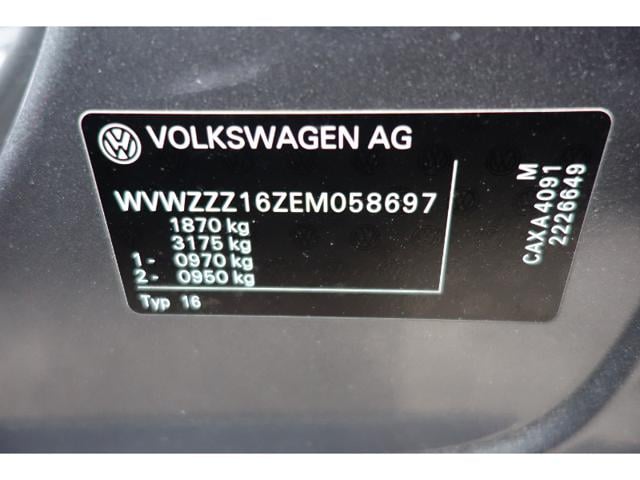 VOLKSWAGEN AG
WVWZZZ16ZEM058697
1870 kg
3175 kg
1- 0970 kg
2- 0950 kg
Typ 16
M
CAXA4091
2226649